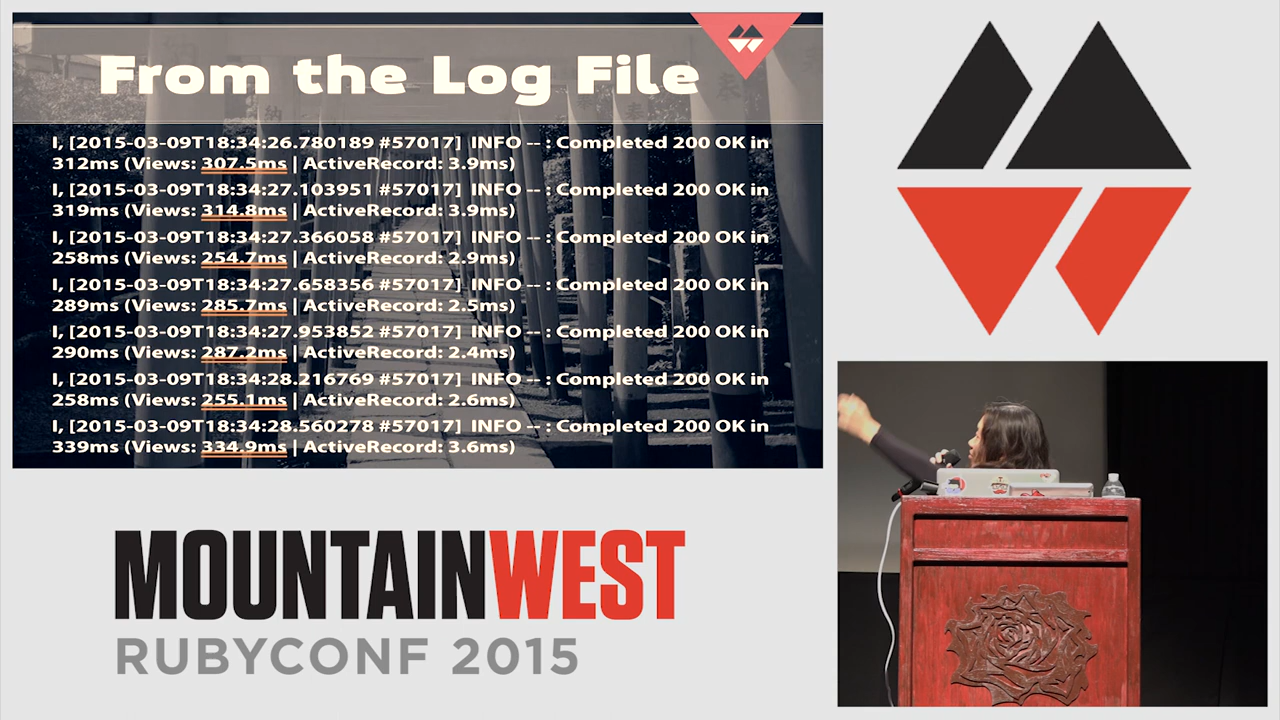 From the Log File
I, [2015-03-09T18:34:26.780189 #57017] INFO -- : Completed 200 OK in
312ms (Views: 307.5ms | ActiveRecord: 3.9ms)
I, [2015-03-09T18:34:27.103951 #57017] INFO -- : Completed 200 OK in
319ms (Views: 314.8ms | ActiveRecord: 3.9ms)
I, [2015-03-09T18:34:27.366058 #57017] INFO -- : Completed 200 OK in
258ms (Views: 254.7ms | ActiveRecord: 2.9ms)
I, [2015-03-09T18:34:27.658356 #57017] INFO -- : Completed 200 OK in
289ms (Views: 285.7ms | ActiveRecord: 2.5ms)
I, [2015-03-09T18:34:27.953852 #57017] INFO -- : Completed 200 OK in
290ms (Views: 287.2ms | ActiveRecord: 2.4ms)
I, [2015-03-09T18:34:28.216769 #57017] INFO -- : Completed 200 OK in
258ms (Views: 255.1ms | ActiveRecord: 2.6ms)
I, [2015-03-09T18:34:28.560278 #57017] INFO -- : Completed 200 OK in
339ms (Views: 334.9ms | ActiveRecord: 3.6ms)
MOUNTAINWEST
RUBYCONF 2015